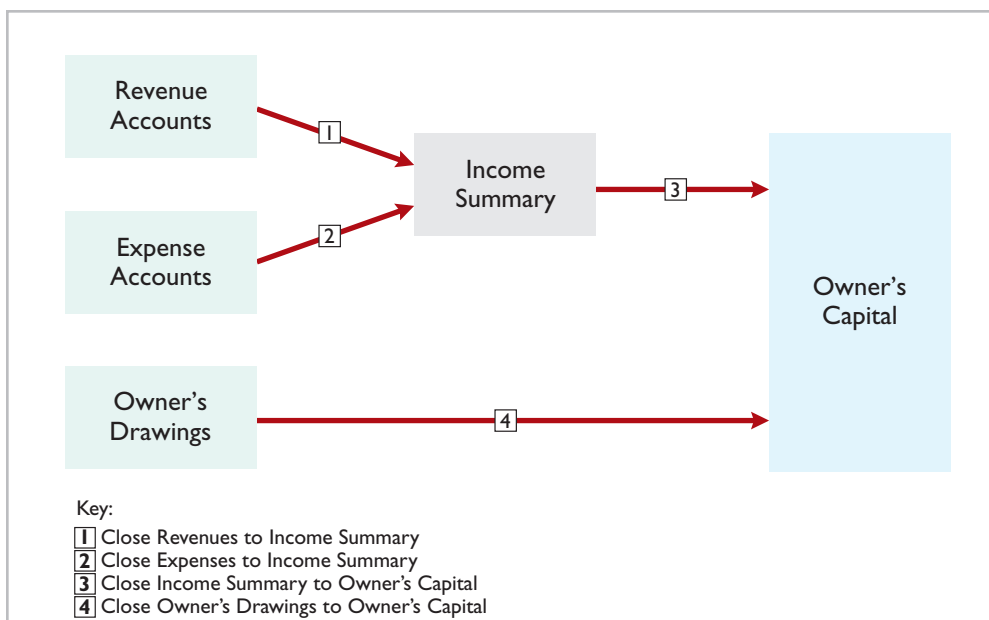 Revenue
Accounts
1
Income
Summary
3
Expense
Accounts
2
Owner’s
Capital
Owner’s
Drawings
4
Key:
1 Close Revenues to Income Summary
2 Close Expenses to Income Summary
3 Close Income Summary to Owner’s Capital
4 Close Owner’s Drawings to Owner’s Capital